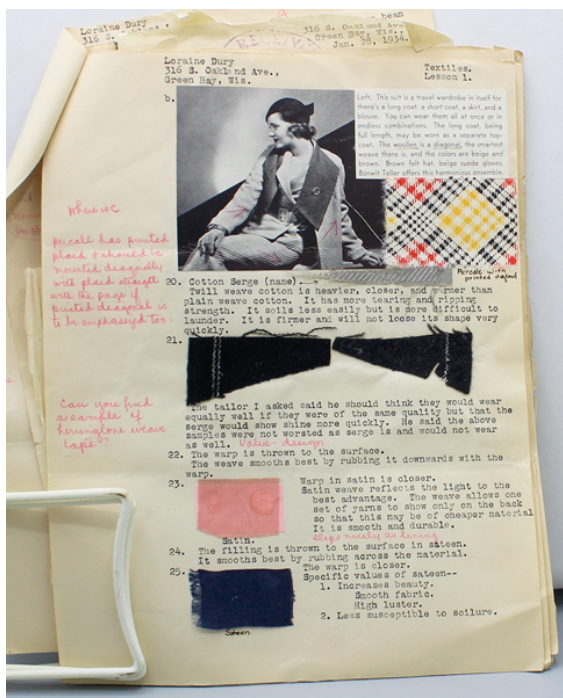 bean
Loraine Dury
316 S. Oakland Ave.
316 S.
Green Bay, Wis.,
RECEIV
Jan. 28, 1934.
Loraine Dury
316 S. Oakland Ave.,
Green Bay, Wis.
Textiles.
Lesson 1.
b.
Left. This suit is a travel wardrobe in itself for
there's a long coat, a short coat, a skirt, and a
blouse. You can wear them all at once or in
endless combinations. The long coat, being
full length, may be worn as a separate top-
coat. The woollen is a diagonal, the smartest
weave there is, and the colors are beige and
brown. Brown felt hat, beige suede gloves.
Bonwit Teller offers this harmonious ensemble.
Where is c
Percale has printed
plaid & should be
mounted diagonally
with plaid straight
with the page if
printed diagonal is
to be emphasized too.
Percale with
printed
20. Cotton Serge (name)
Twill weave cotton is heavier, closer, and warmer than
plain weave cotton. It has more tearing and ripping
strength. It soils less easily but is more difficult to
launder. It is firmer and will not loose its shape very
quickly.
21.
Can you find
a sample of
herringbone weave
tape?
The tailor I asked said he should think they would wear
equally well if they were of the same quality but that the
serge would show shine more quickly. He said the above
samples were not worsted as serge is and would not wear
as well. Value - design
22. The warp is thrown to the surface.
The weave smooths best by rubbing it downwards with the
warp.
23.
Warp in satin is closer.
Satin weave reflects the light to the
best advantage. The weave allows one
set of yarns to show only on the back
so that this may be of cheaper material
It is smooth and durable.
slips nicely as lining
Satin.
24. The filling is thrown to the surface in sateen.
It smooths best by rubbing across the material.
The warp is closer.
25.
Specific values of sateen--
1. Increases beauty.
Smooth fabric.
High luster.
2. Less susceptible to soilure.
Sateen